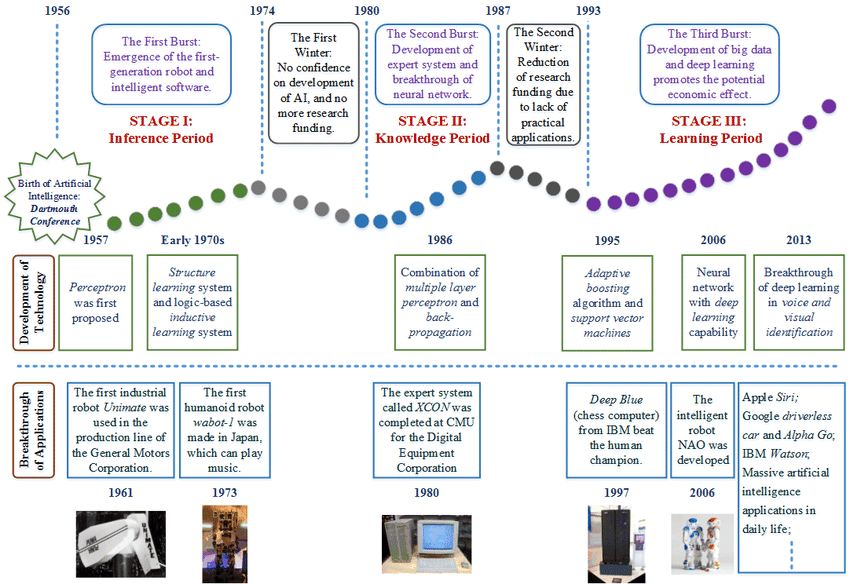 1956
1974
1980
1987
1993
The First Burst:
Emergence of the first-
generation robot and
intelligent software.
The First
Winter:
No confidence
on development
of AI, and no
more research
funding.
The Second Burst:
Development of
expert system and
breakthrough of
neural network.
The Second
Winter:
Reduction
of research
funding due
to lack of
practical
applications.
The Third Burst:
Development of big data
and deep learning
promotes the potential
economic effect.
STAGE I:
Inference Period
STAGE II:
Knowledge Period
STAGE III:
Learning Period
Birth of Artificial
Intelligence:
Dartmouth
Conference
1957
Early 1970s
1986
1995
2006
2013
Development of
Technology
Perceptron
was first
proposed
Structure
learning system
and logic-based
inductive
learning system
Combination of
multiple layer
perceptron and
back-
propagation
Adaptive
boosting
algorithm and
support vector
machines
Neural
network
with deep
learning
capability
Breakthrough
of deep learning
in voice and
visual
identification
Breakthrough
of Applications
The first industrial
robot Unimate was
used in the
production line of
the General Motors
Corporation.
The first
humanoid robot
wabot-1 was
made in Japan,
which can play
music.
The expert system
called XCON was
completed at CMU
for the Digital
Equipment
Corporation
Deep Blue
(chess computer)
from IBM beat
the human
champion.
The
intelligent
robot
NAO was
developed
Apple Siri;
Google driverless
car and Alpha Go;
IBM Watson;
Massive artificial
intelligence
applications in
daily life;
1961
1973
1980
1997
2006
UNIMATE